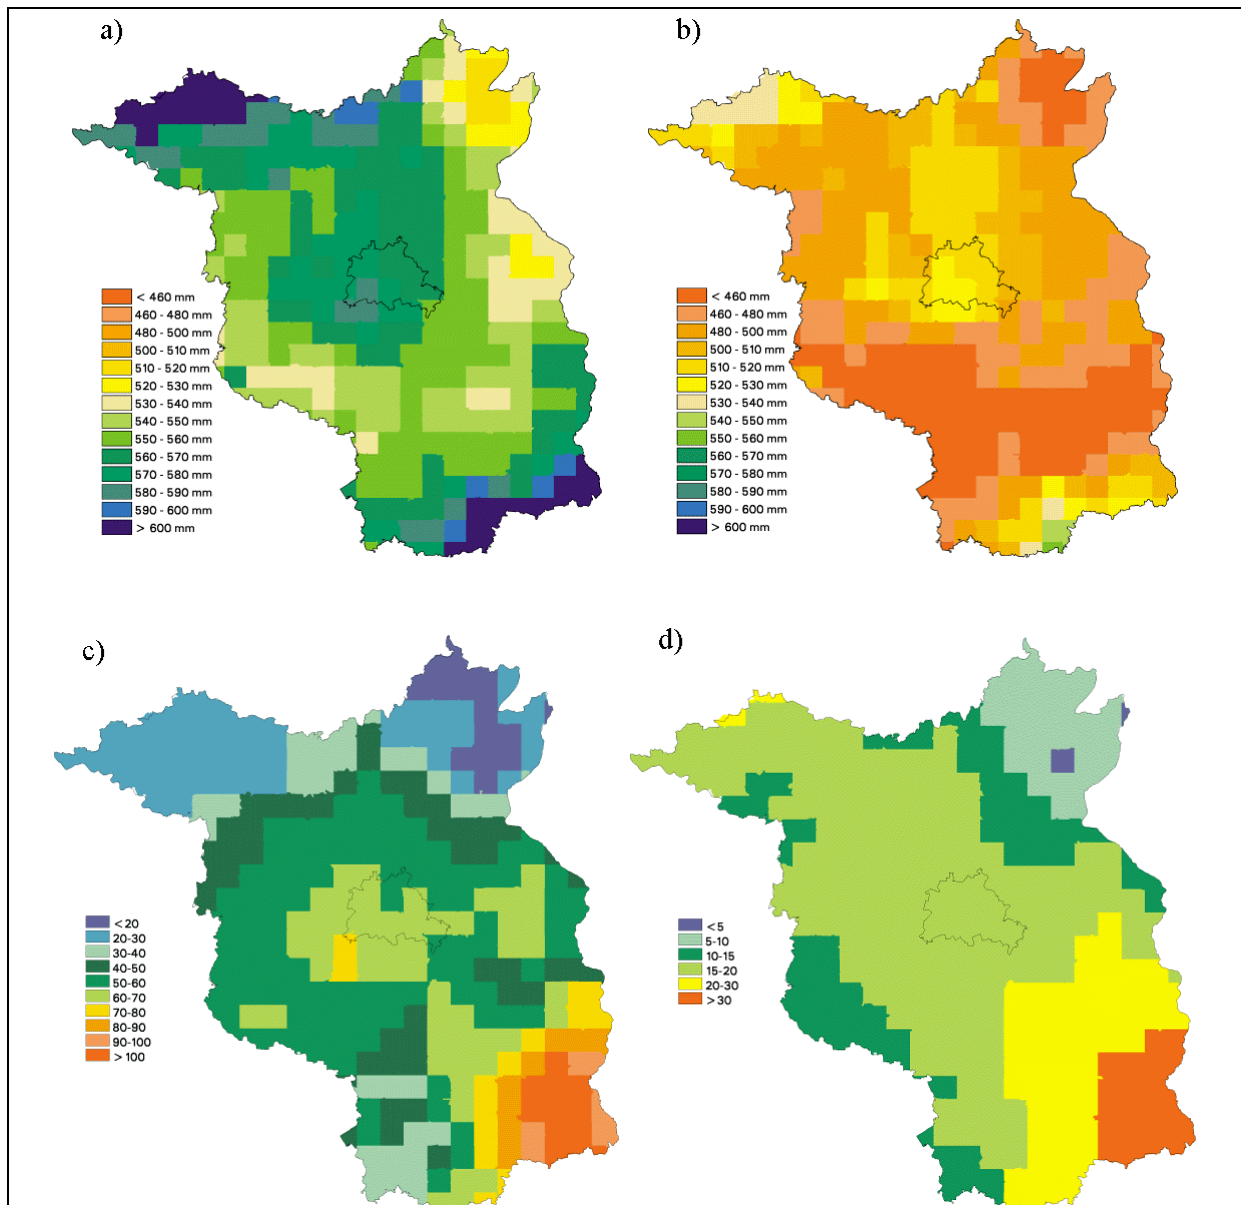 a)
b)
< 460 mm
460 - 480 mm
480 - 500 mm
500 - 510 mm
510 - 520 mm
520 - 530 mm
530 - 540 mm
540 - 550 mm
550 - 560 mm
560 - 570 mm
570 - 580 mm
580 - 590 mm
590 - 600 mm
> 600 mm
< 460 mm
460 - 480 mm
480 - 500 mm
500 - 510 mm
510 - 520 mm
520 - 530 mm
530 - 540 mm
540 - 550 mm
550 - 560 mm
560 - 570 mm
570 - 580 mm
580 - 590 mm
590 - 600 mm
> 600 mm
c)
d)
<20
20-30
30-40
40-50
50-60
60-70
70-80
80-90
90-100
> 100
< 5
5-10
10-15
15-20
20-30
>30